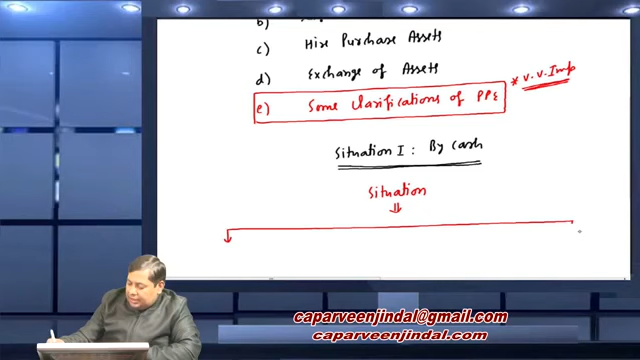 b)
c) Hire Purchase Assets
d) Exchange of Assets
e) Some Clarifications of PPE
* V.V. Imp
Situation I : By Cash
Situation
caparveenjindal@gmail.com
caparveenjindal.com